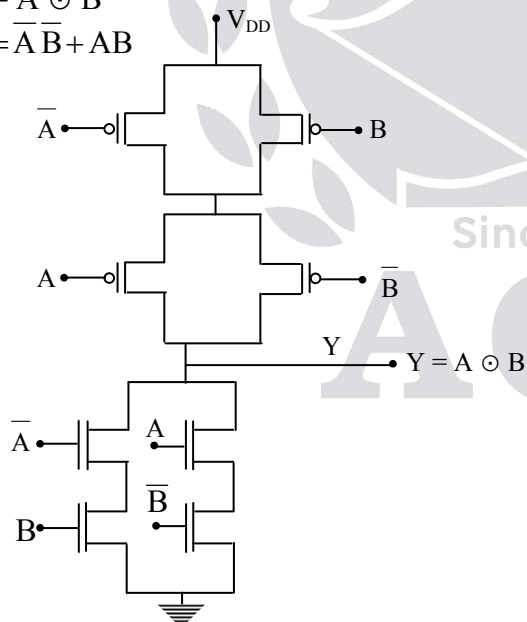 = A ⊙ B
= A̅ B̅ + AB
V_DD
A̅
B
A
B̅
Y
Y = A ⊙ B
A̅
A
B
B̅